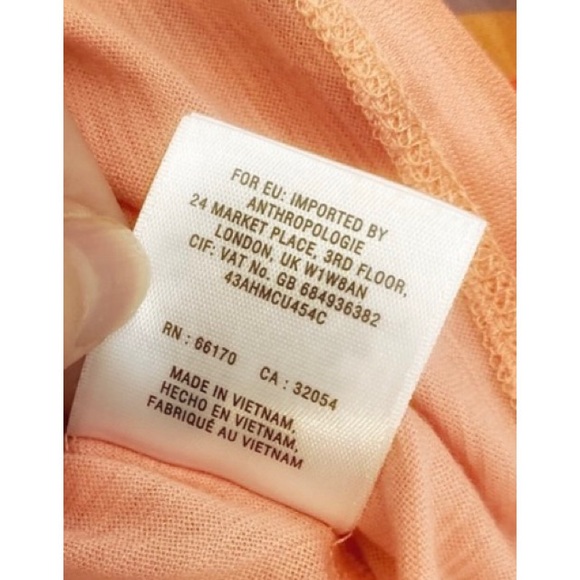 FOR EU: IMPORTED BY
ANTHROPOLOGIE
24 MARKET PLACE, 3RD FLOOR,
LONDON, UK W1W8AN
CIF: VAT No. GB 684936382
43AHMCU454C
RN : 66170 CA : 32054
MADE IN VIETNAM,
HECHO EN VIETNAM,
FABRIQUÉ AU VIETNAM